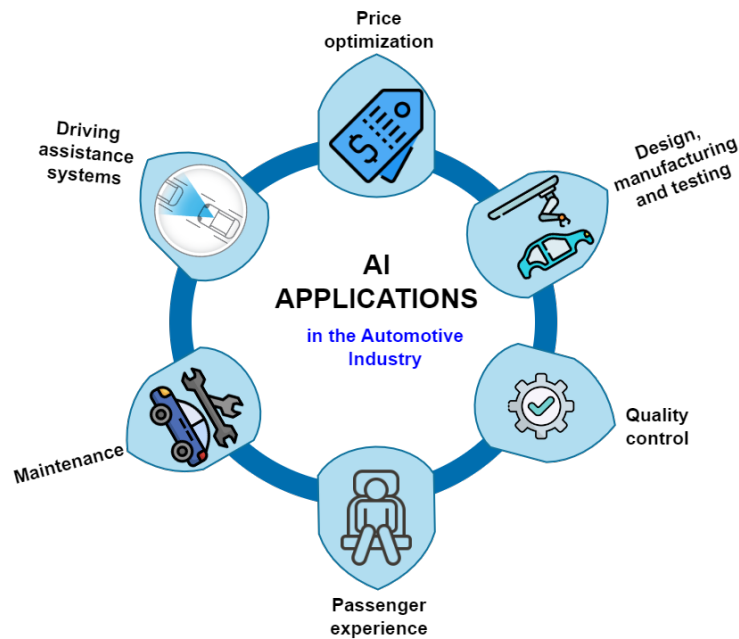 Price
optimization
Driving
assistance
systems
Design,
manufacturing
and testing
AI
APPLICATIONS
in the Automotive
Industry
Maintenance
Quality
control
Passenger
experience